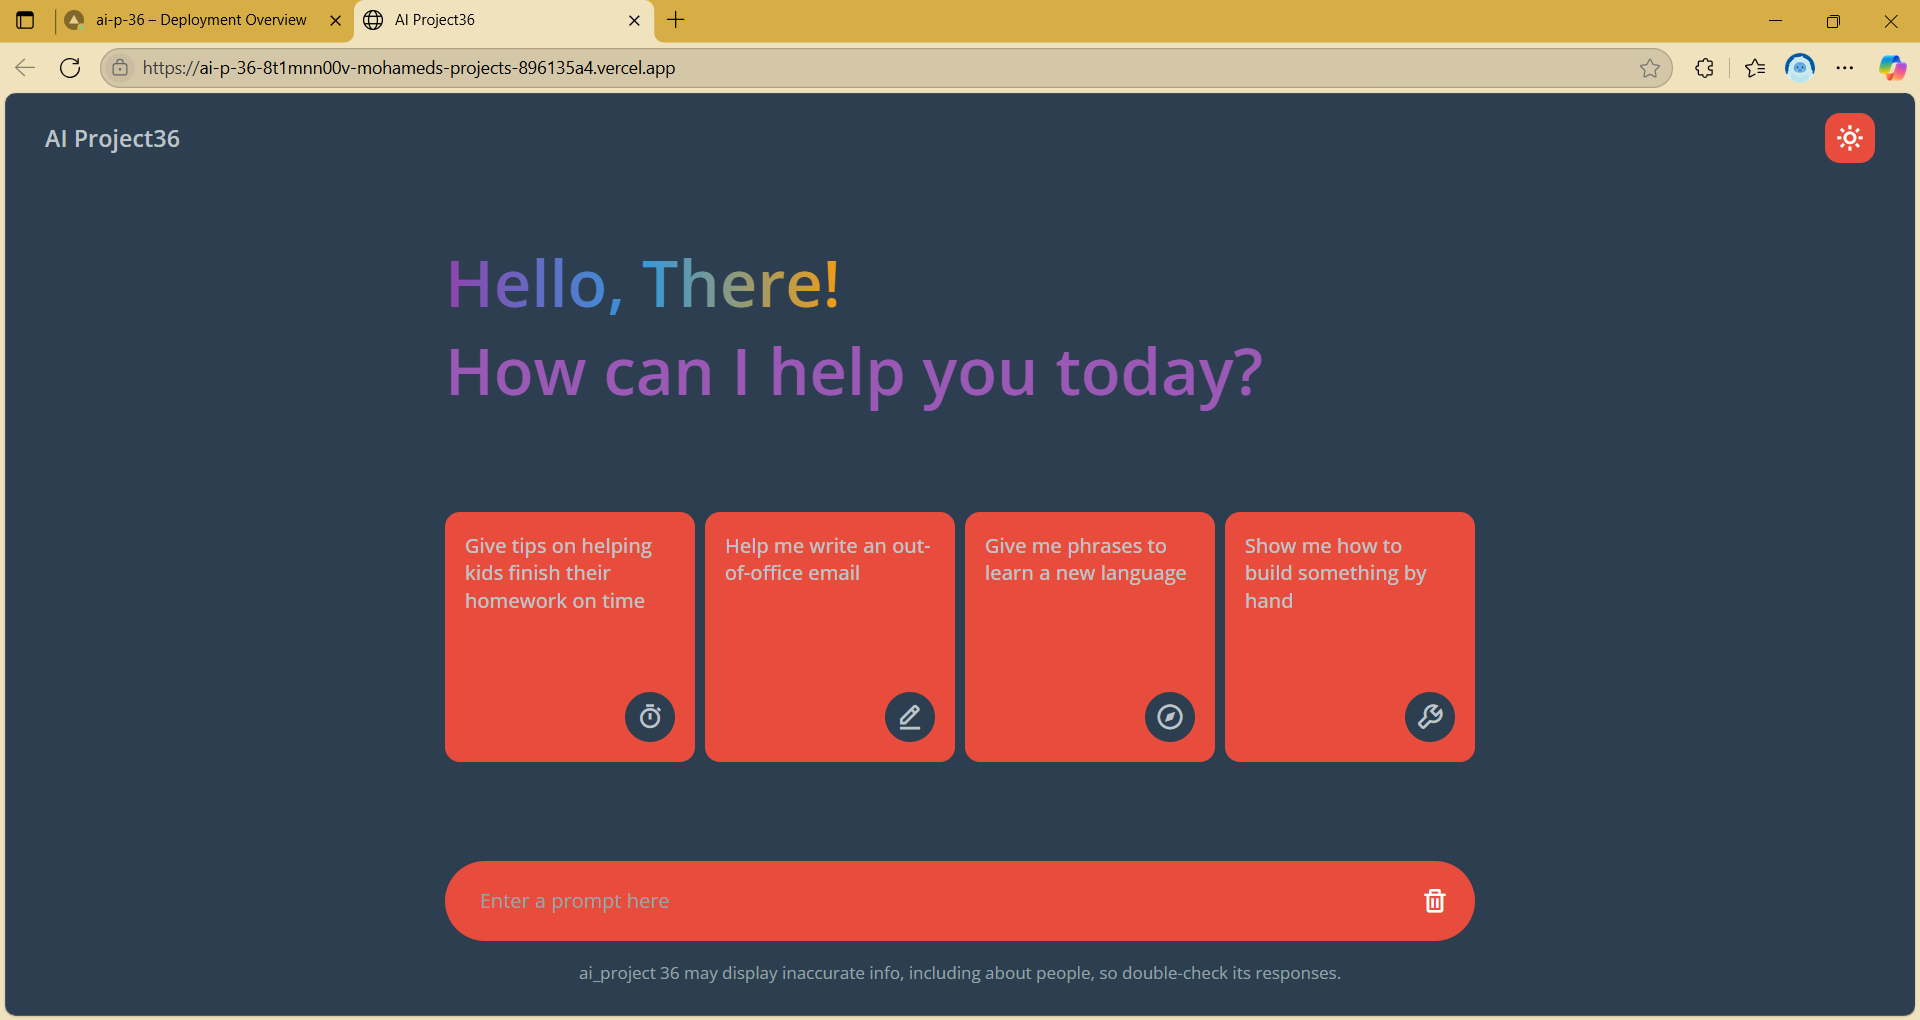 ai-p-36 – Deployment Overview
AI Project36
https://ai-p-36-8t1mnn00v-mohameds-projects-896135a4.vercel.app
AI Project36
Hello, There!
How can I help you today?
Give tips on helping
kids finish their
homework on time
Help me write an out-
of-office email
Give me phrases to
learn a new language
Show me how to
build something by
hand
Enter a prompt here
ai_project 36 may display inaccurate info, including about people, so double-check its responses.